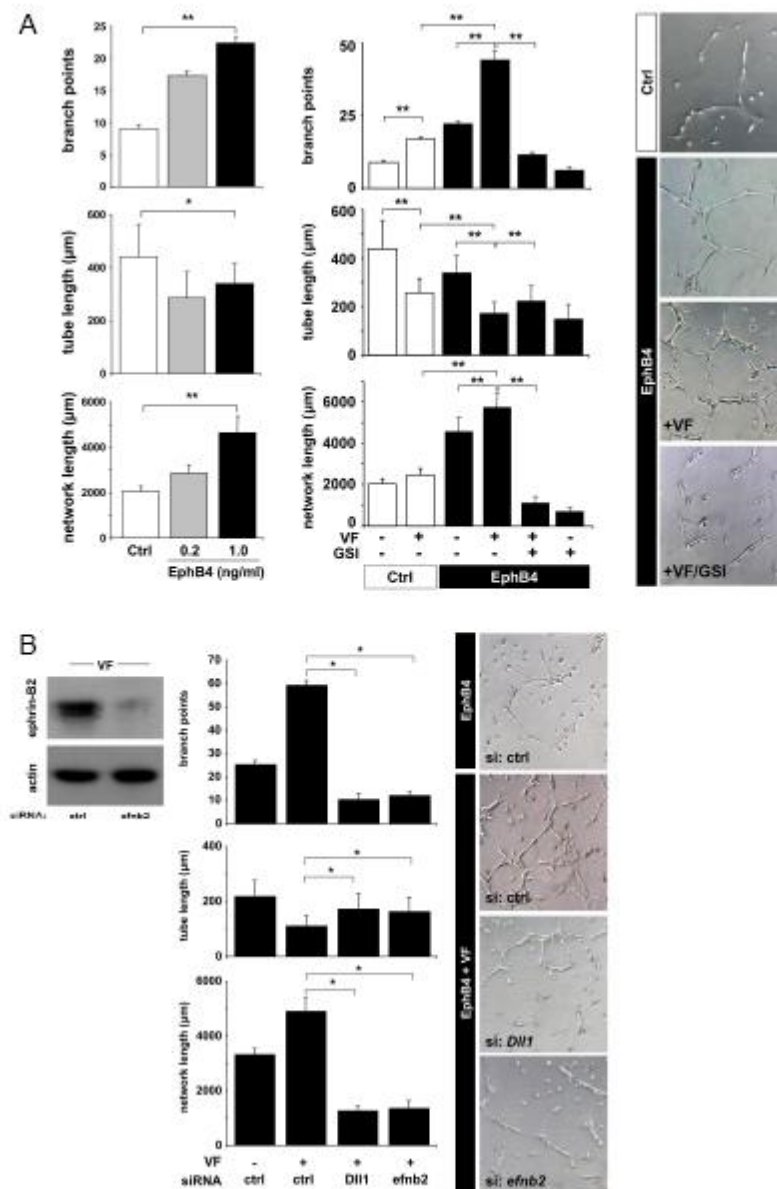 A
**
25
20
15
10
5
0
branch points
*
600
400
200
0
tube length (µm)
**
6000
4000
2000
0
network length (µm)
Ctrl 0.2 1.0
EphB4 (ng/ml)
**
** **
**
50
25
0
branch points
** **
** **
600
400
200
0
tube length (µm)
**
** **
6000
4000
2000
0
network length (µm)
VF - + - + + -
GSI - - - - + +
Ctrl EphB4
Ctrl
EphB4
+VF
+VF/GSI
B
VF
ephrin-B2
actin
siRNA: ctrl efnb2
*
*
70
60
50
40
30
20
10
0
branch points
*
*
400
200
0
tube length (µm)
*
*
6000
4000
2000
0
network length (µm)
VF - + + +
siRNA ctrl ctrl Dll1 efnb2
EphB4
si: ctrl
EphB4 + VF
si: ctrl
si: Dll1
si: efnb2